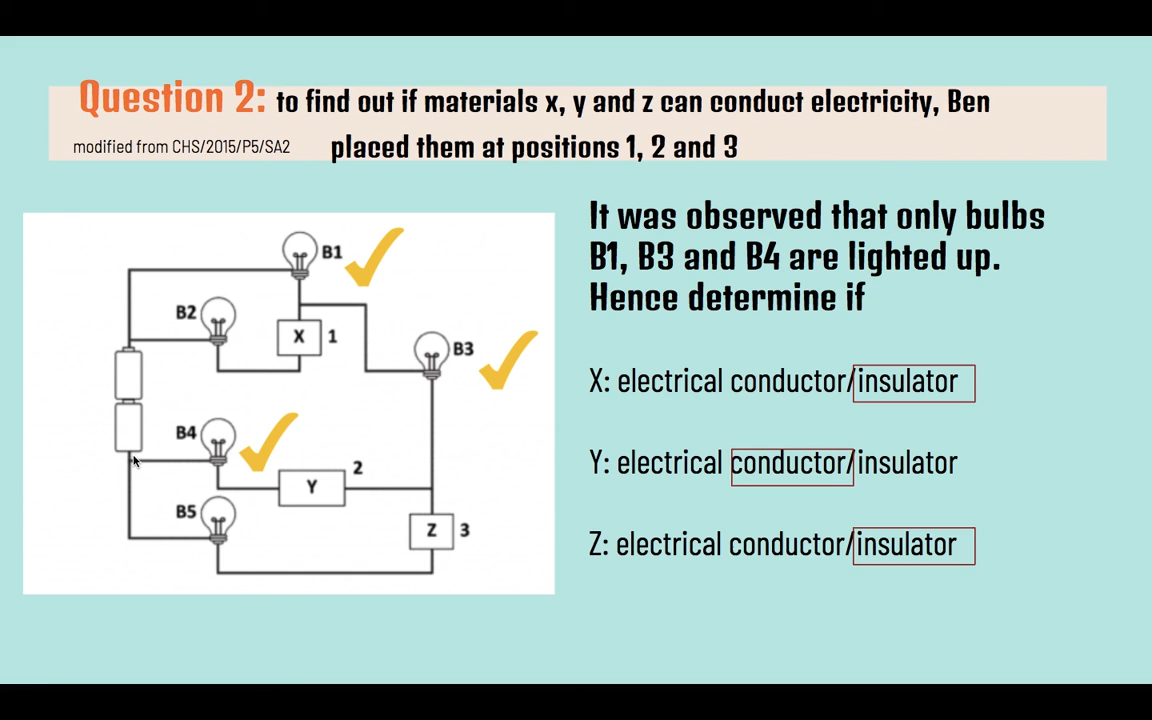 Question 2: to find out if materials x, y and z can conduct electricity, Ben
modified from CHS/2015/P5/SA2
placed them at positions 1, 2 and 3
It was observed that only bulbs
B1, B3 and B4 are lighted up.
Hence determine if
X: electrical conductor/insulator
Y: electrical conductor/insulator
Z: electrical conductor/insulator
B1
B2
X 1
B3
B4
2
Y
B5
Z 3